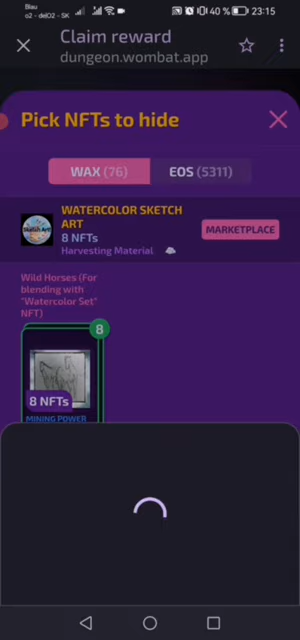 Blau
o2 - de/O2 - SK
40 %
23:15
Claim reward
dungeon.wombat.app
Pick NFTs to hide
WAX (76)
EOS (5311)
WATERCOLOR SKETCH
ART
8 NFTs
Harvesting Material
MARKETPLACE
Wild Horses (For
blending with
"Watercolor Set"
NFT)
8
8 NFTs
MINING POWER